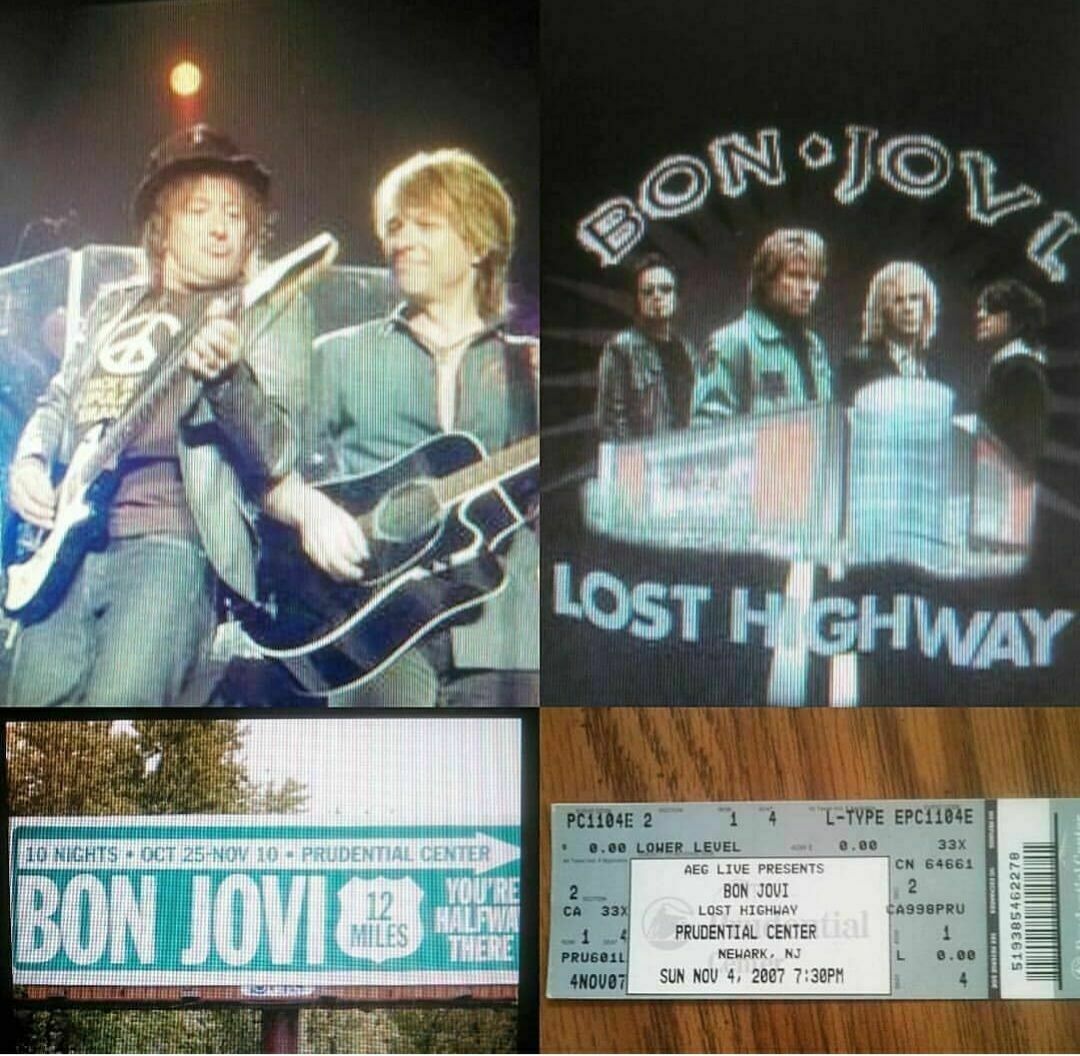 BON•JOVI
LOST HIGHWAY
10 NIGHTS • OCT 25-NOV 10 • PRUDENTIAL CENTER
BON JOVI
12
MILES
YOU'RE
HALFWA
THERE
PC1104E 2 1 4 L-TYPE EPC1104E
0.00 LOWER LEVEL 0.00 33X
CN 64661
AEG LIVE PRESENTS
2 BON JOVI 2
CA 33X LOST HIGHWAY CA998PRU
1 4 PRUDENTIAL CENTER 1
PRU601L NEWARK, NJ L 0.00
4NOV07 SUN NOV 4, 2007 7:30PM 4
519385462278